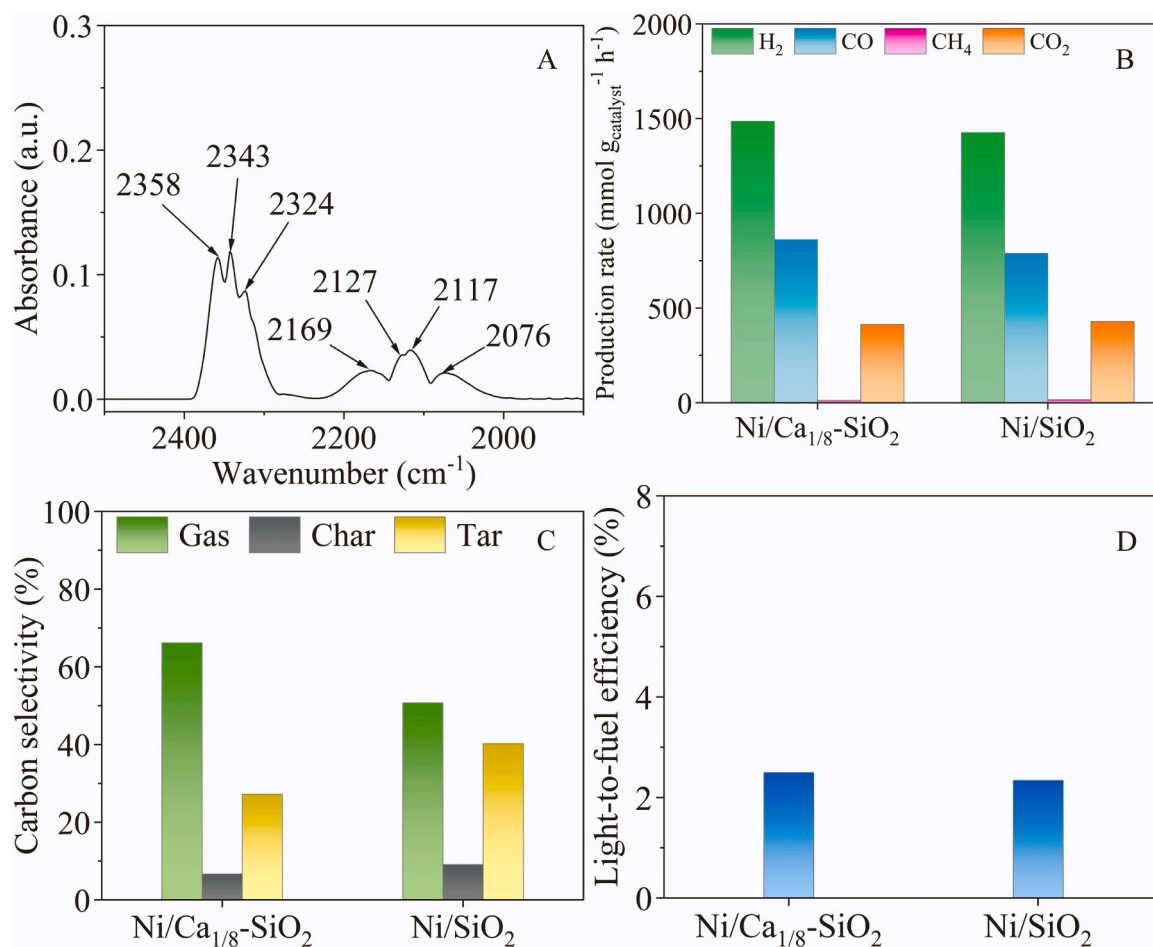 A
0.3
0.2
0.1
0.0
Absorbance (a.u.)
2358
2343
2324
2169
2127
2117
2076
2400
2200
2000
Wavenumber (cm⁻¹)
B
H₂ CO CH₄ CO₂
2000
1500
1000
500
0
Production rate (mmol g_catalyst⁻¹ h⁻¹)
Ni/Ca₁/₈-SiO₂
Ni/SiO₂
C
Gas Char Tar
100
80
60
40
20
0
Carbon selectivity (%)
Ni/Ca₁/₈-SiO₂
Ni/SiO₂
D
8
6
4
2
0
Light-to-fuel efficiency (%)
Ni/Ca₁/₈-SiO₂
Ni/SiO₂